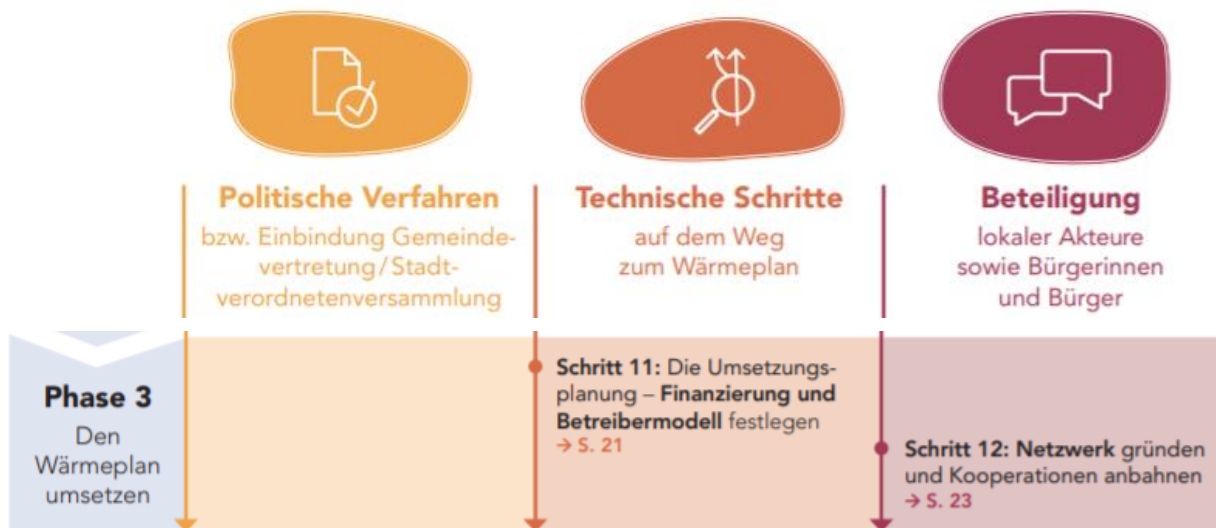 Politische Verfahren
bzw. Einbindung Gemeinde-
vertretung/Stadt-
verordnetenversammlung
Technische Schritte
auf dem Weg
zum Wärmeplan
Beteiligung
lokaler Akteure
sowie Bürgerinnen
und Bürger
Phase 3
Den
Wärmeplan
umsetzen
Schritt 11: Die Umsetzungs-
planung – Finanzierung und
Betreibermodell festlegen
→ S. 21
Schritt 12: Netzwerk gründen
und Kooperationen anbahnen
→ S. 23